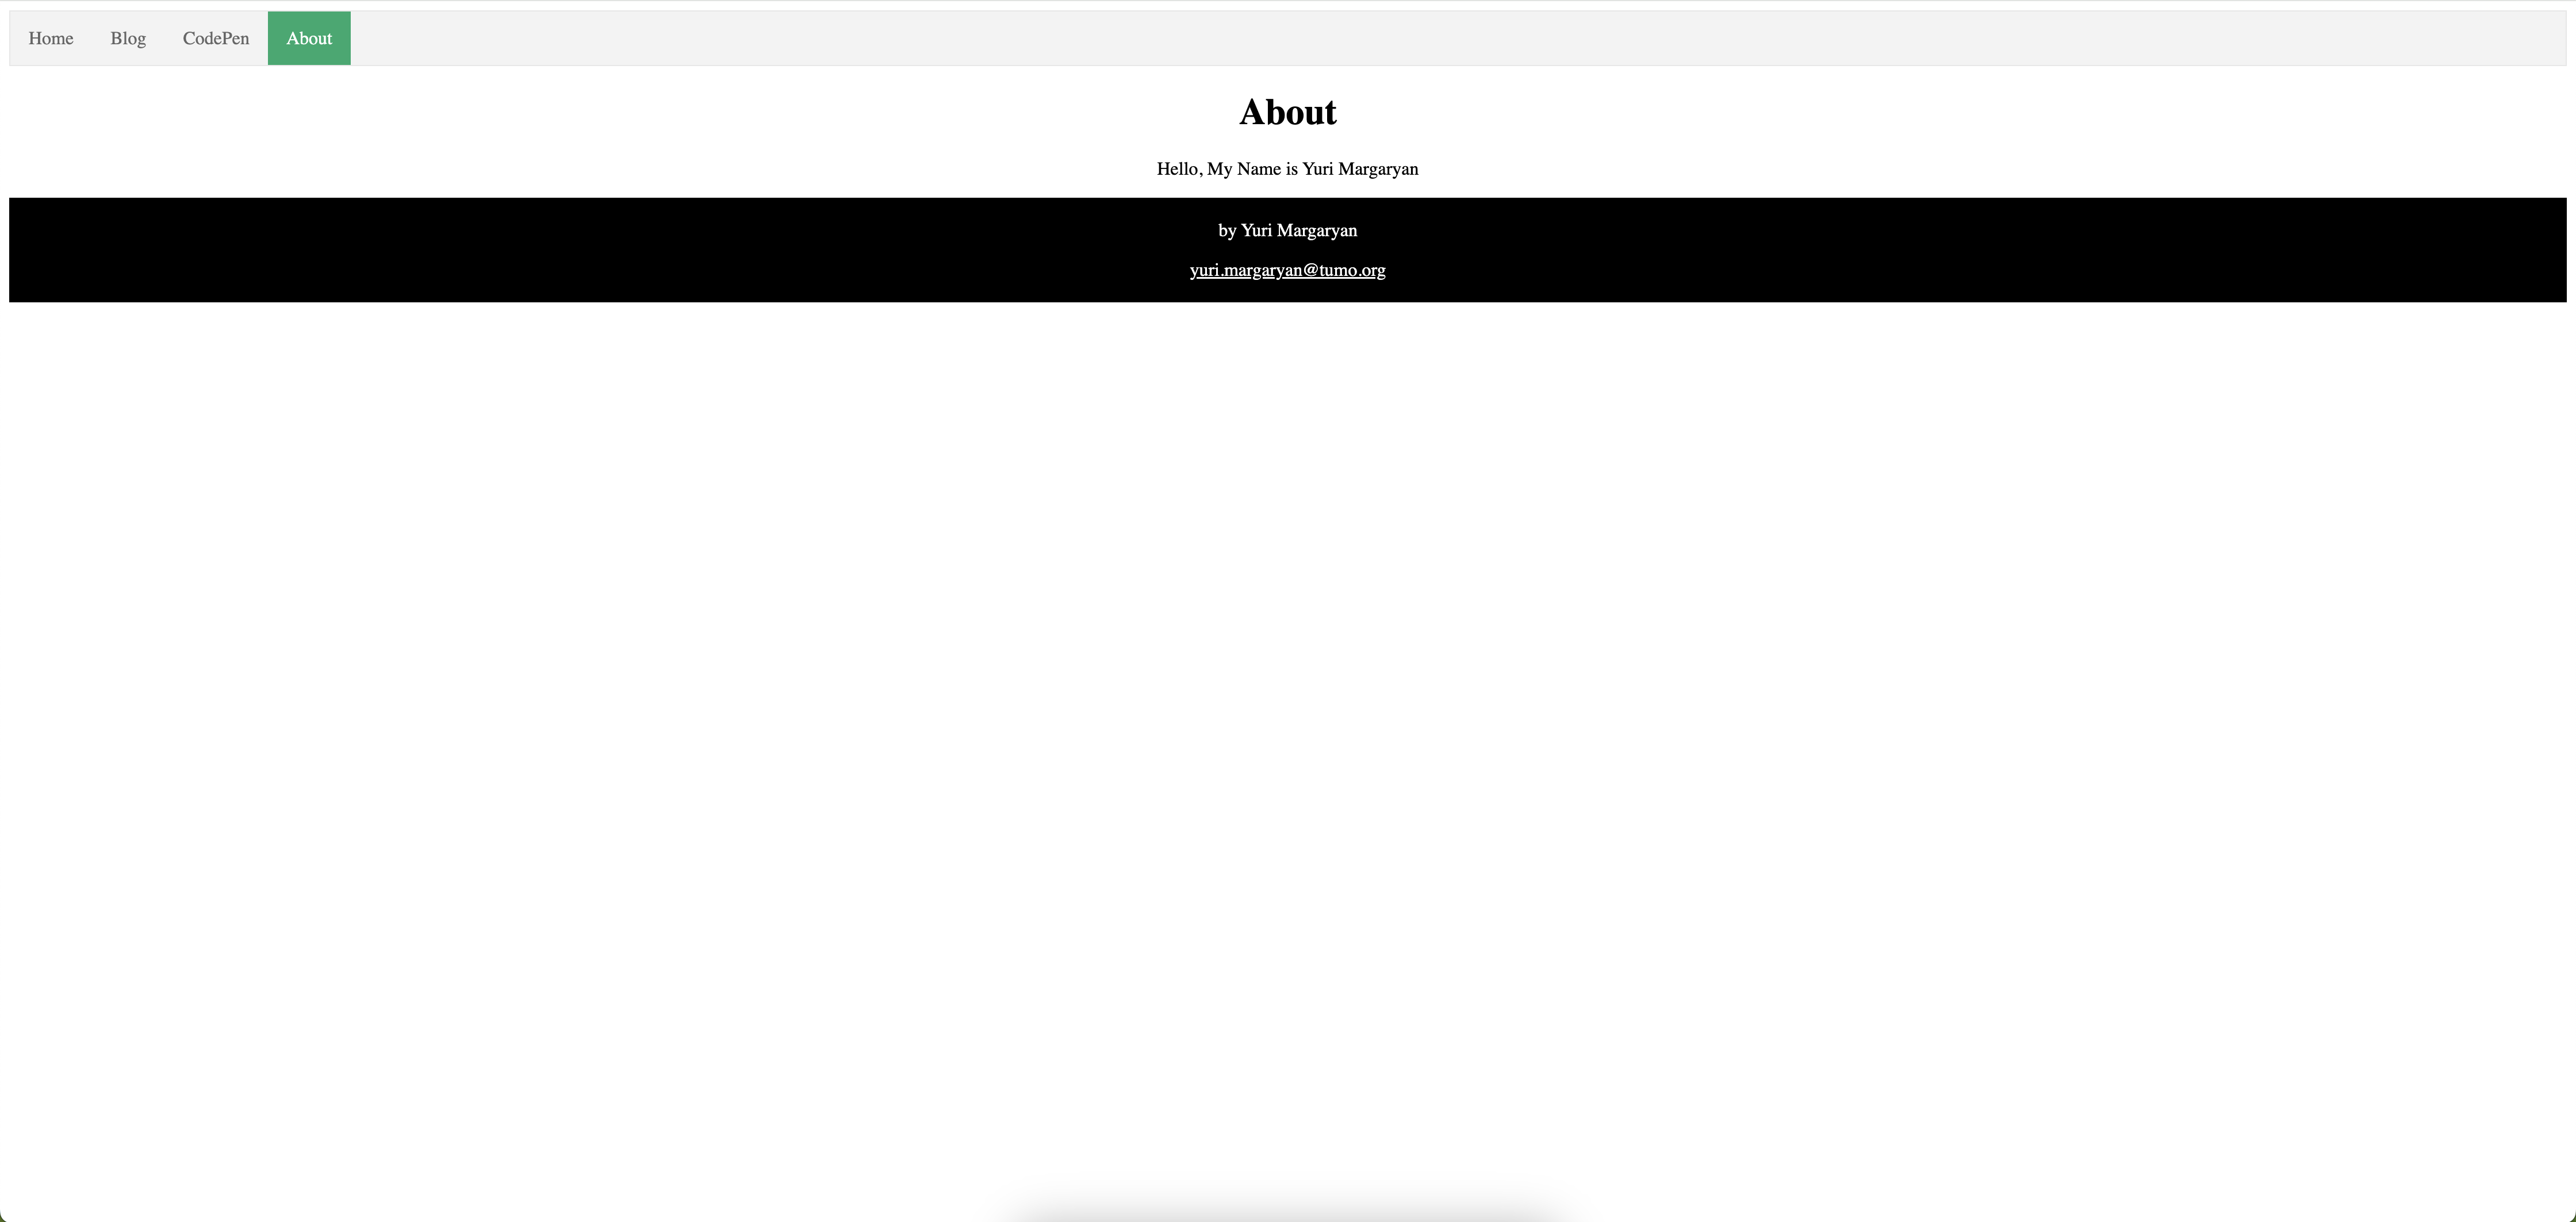 Home Blog CodePen About
About
Hello, My Name is Yuri Margaryan
by Yuri Margaryan
yuri.margaryan@tumo.org